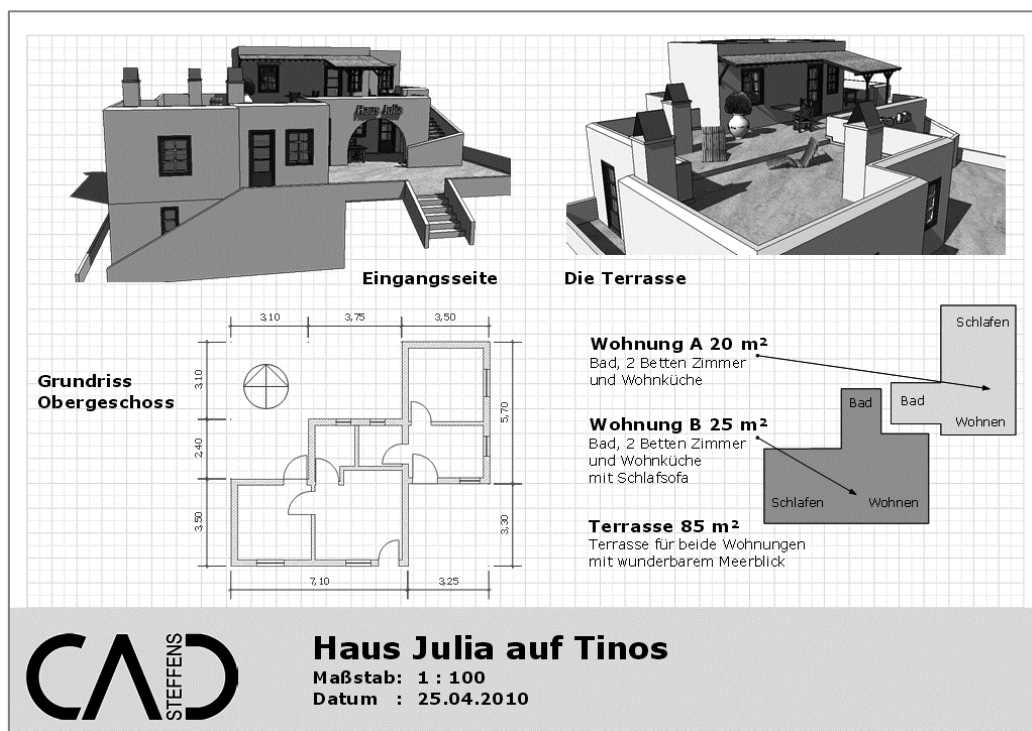 Haus Julia
Eingangsseite
Die Terrasse
3,10
3,75
3,50
Grundriss
Obergeschoss
3,10
2,40
3,50
5,70
3,30
7,10
3,25
Wohnung A 20 m²
Bad, 2 Betten Zimmer
und Wohnküche
Wohnung B 25 m²
Bad, 2 Betten Zimmer
und Wohnküche
mit Schlafsofa
Terrasse 85 m²
Terrasse für beide Wohnungen
mit wunderbarem Meerblick
Schlafen
Bad
Bad
Wohnen
Schlafen
Wohnen
CAD
STEFFENS
Haus Julia auf Tinos
Maßstab: 1 : 100
Datum : 25.04.2010